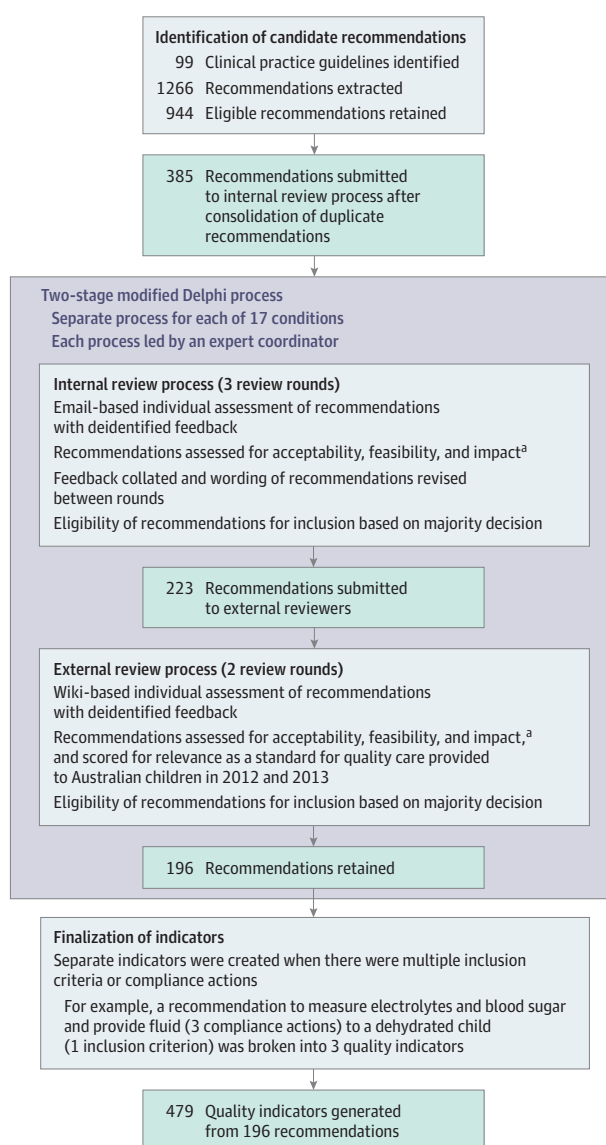 Identification of candidate recommendations
99 Clinical practice guidelines identified
1266 Recommendations extracted
944 Eligible recommendations retained
385 Recommendations submitted
to internal review process after
consolidation of duplicate
recommendations
Two-stage modified Delphi process
Separate process for each of 17 conditions
Each process led by an expert coordinator
Internal review process (3 review rounds)
Email-based individual assessment of recommendations
with deidentified feedback
Recommendations assessed for acceptability, feasibility, and impactᵃ
Feedback collated and wording of recommendations revised
between rounds
Eligibility of recommendations for inclusion based on majority decision
223 Recommendations submitted
to external reviewers
External review process (2 review rounds)
Wiki-based individual assessment of recommendations
with deidentified feedback
Recommendations assessed for acceptability, feasibility, and impact,ᵃ
and scored for relevance as a standard for quality care provided
to Australian children in 2012 and 2013
Eligibility of recommendations for inclusion based on majority decision
196 Recommendations retained
Finalization of indicators
Separate indicators were created when there were multiple inclusion
criteria or compliance actions
For example, a recommendation to measure electrolytes and blood sugar
and provide fluid (3 compliance actions) to a dehydrated child
(1 inclusion criterion) was broken into 3 quality indicators
479 Quality indicators generated
from 196 recommendations